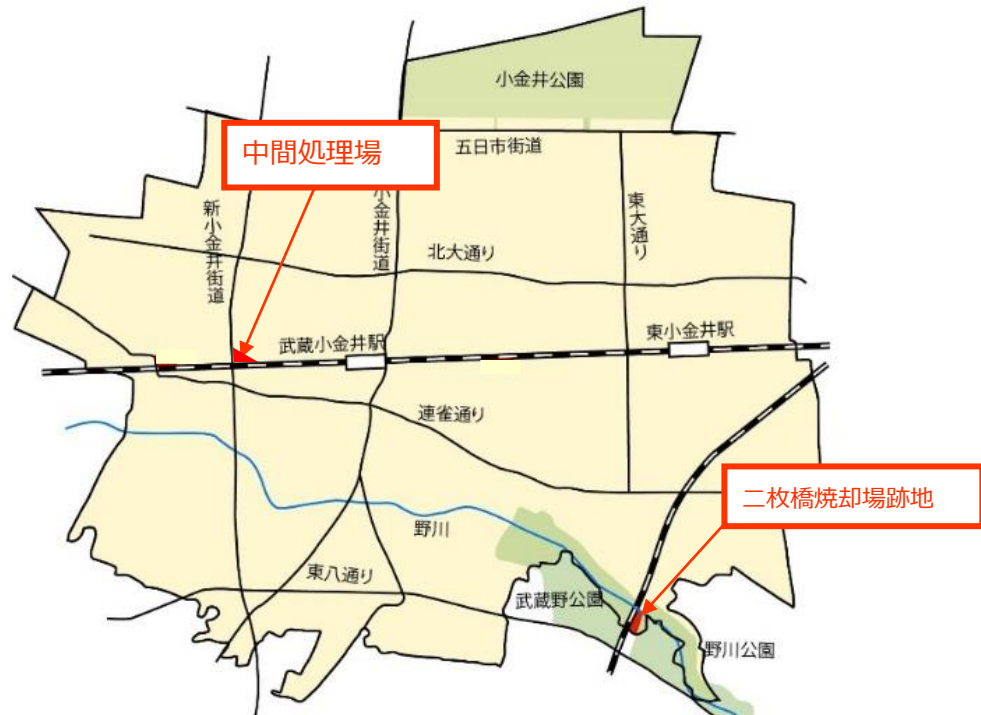 小金井公園
五日市街道
中間処理場
小金井街道
東大通り
新小金井街道
北大通り
武蔵小金井駅
東小金井駅
連雀通り
二枚橋焼却場跡地
野川
東八通り
武蔵野公園
野川公園